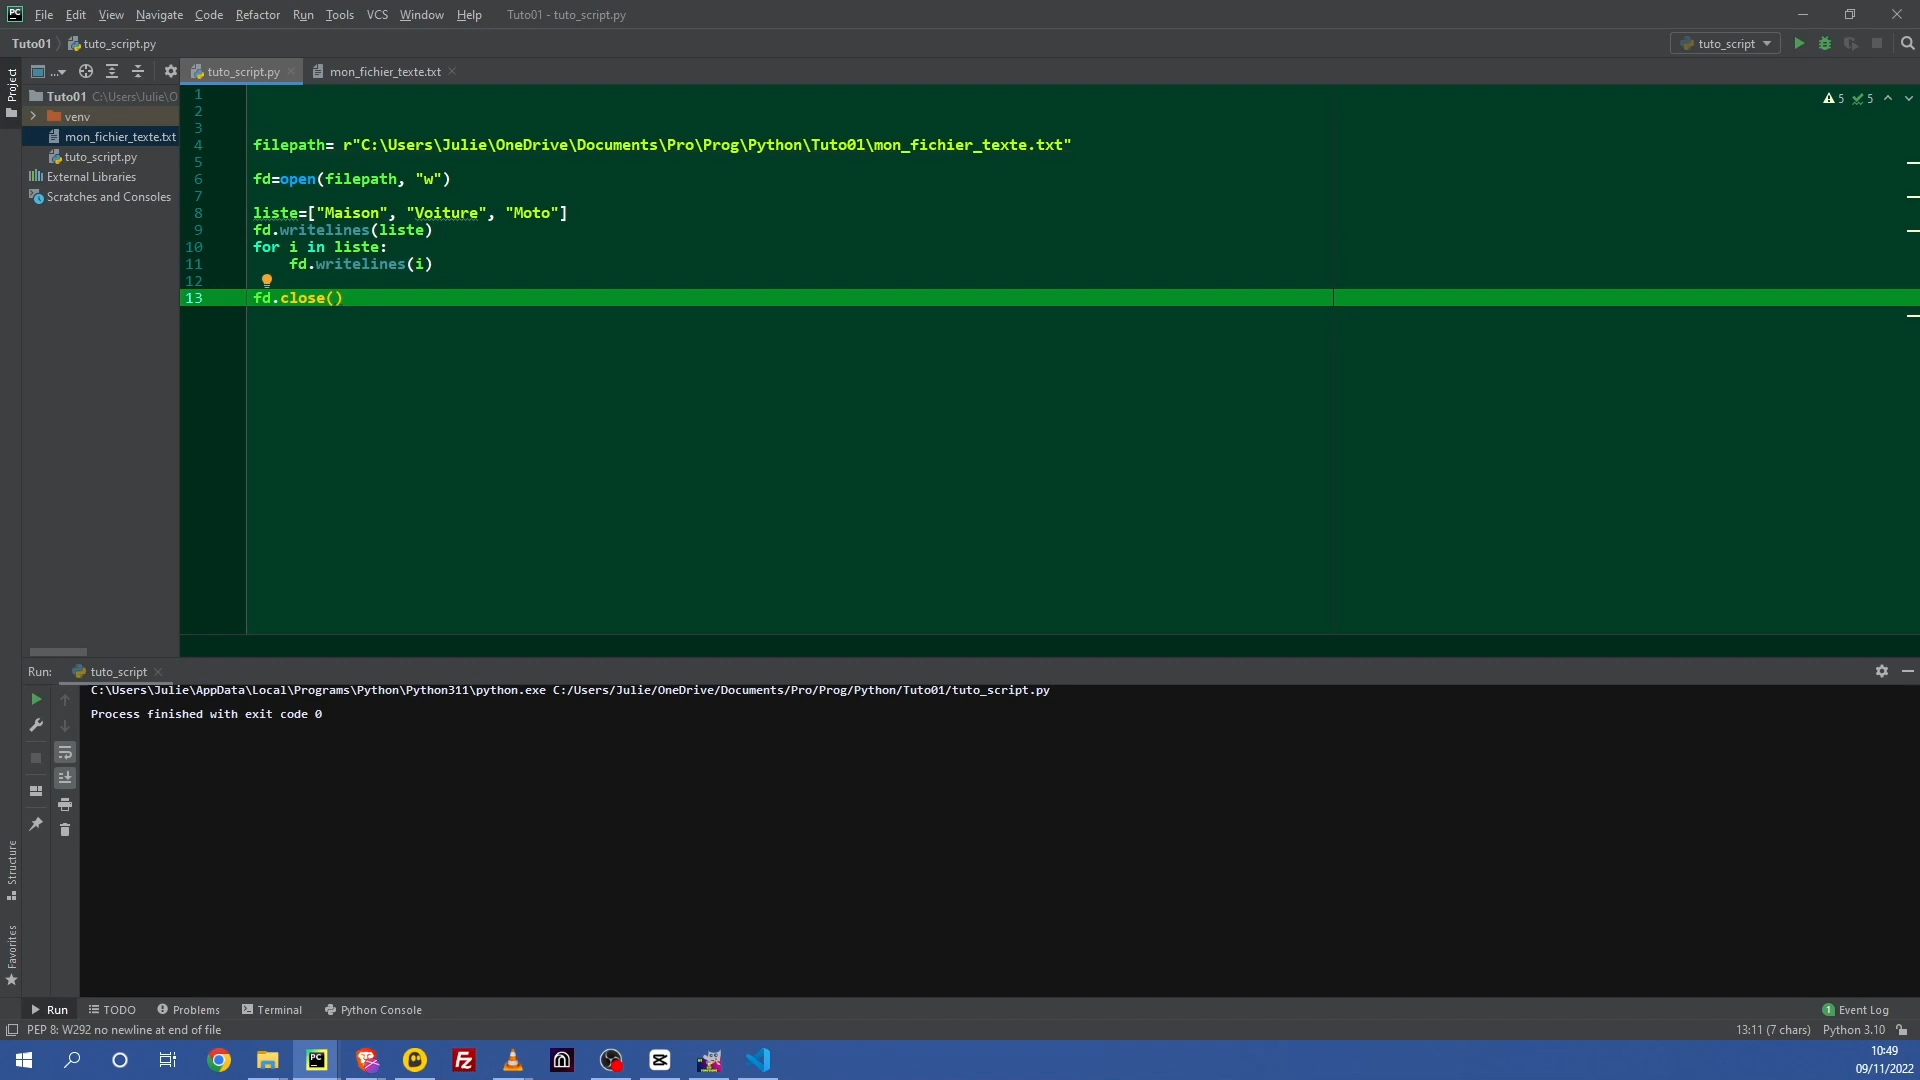 File Edit View Navigate Code Refactor Run Tools VCS Window Help Tuto01 - tuto_script.py
Tuto01 tuto_script.py tuto_script
Project
... tuto_script.py mon_fichier_texte.txt
Tuto01 C:\Users\Julie\O
venv
mon_fichier_texte.txt
tuto_script.py
External Libraries
Scratches and Consoles
5 5
1
2
3
4 filepath= r"C:\Users\Julie\OneDrive\Documents\Pro\Prog\Python\Tuto01\mon_fichier_texte.txt"
5
6 fd=open(filepath, "w")
7
8 liste=["Maison", "Voiture", "Moto"]
9 fd.writelines(liste)
10 for i in liste:
11 fd.writelines(i)
12
13 fd.close()
Run: tuto_script
C:\Users\Julie\AppData\Local\Programs\Python\Python311\python.exe C:/Users/Julie/OneDrive/Documents/Pro/Prog/Python/Tuto01/tuto_script.py
Process finished with exit code 0
Structure
Favorites
Run TODO Problems Terminal Python Console 1 Event Log
PEP 8: W292 no newline at end of file 13:11 (7 chars) Python 3.10
10:49
09/11/2022